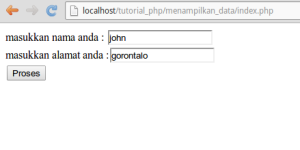 localhost/tutorial_php/menampilkan_data/index.php
masukkan nama anda : john
masukkan alamat anda : gorontalo
Proses